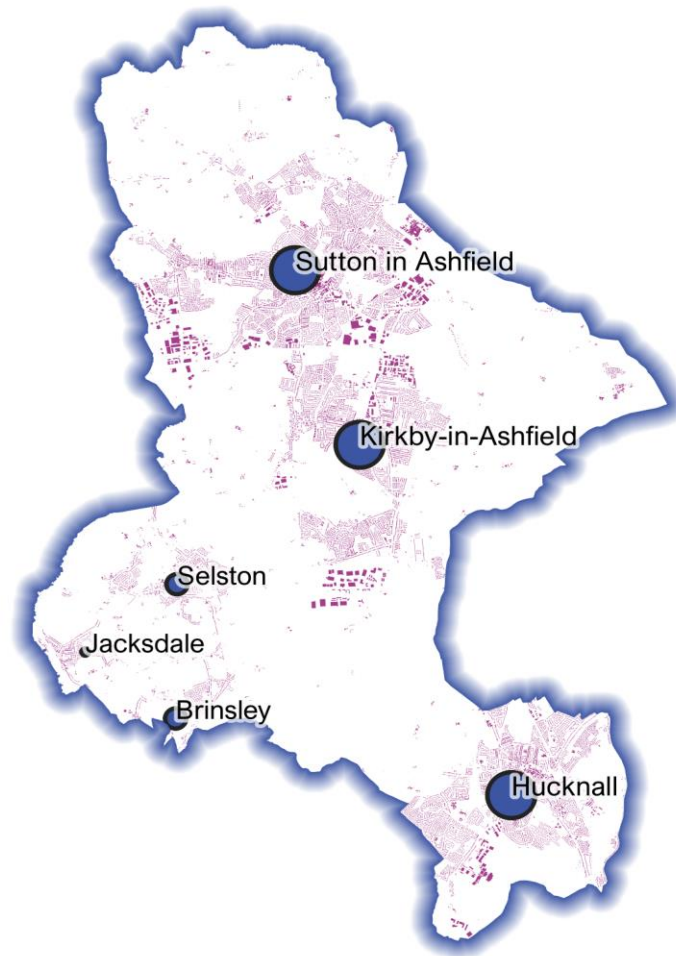 Sutton in Ashfield
Kirkby-in-Ashfield
Selston
Jacksdale
Brinsley
Hucknall